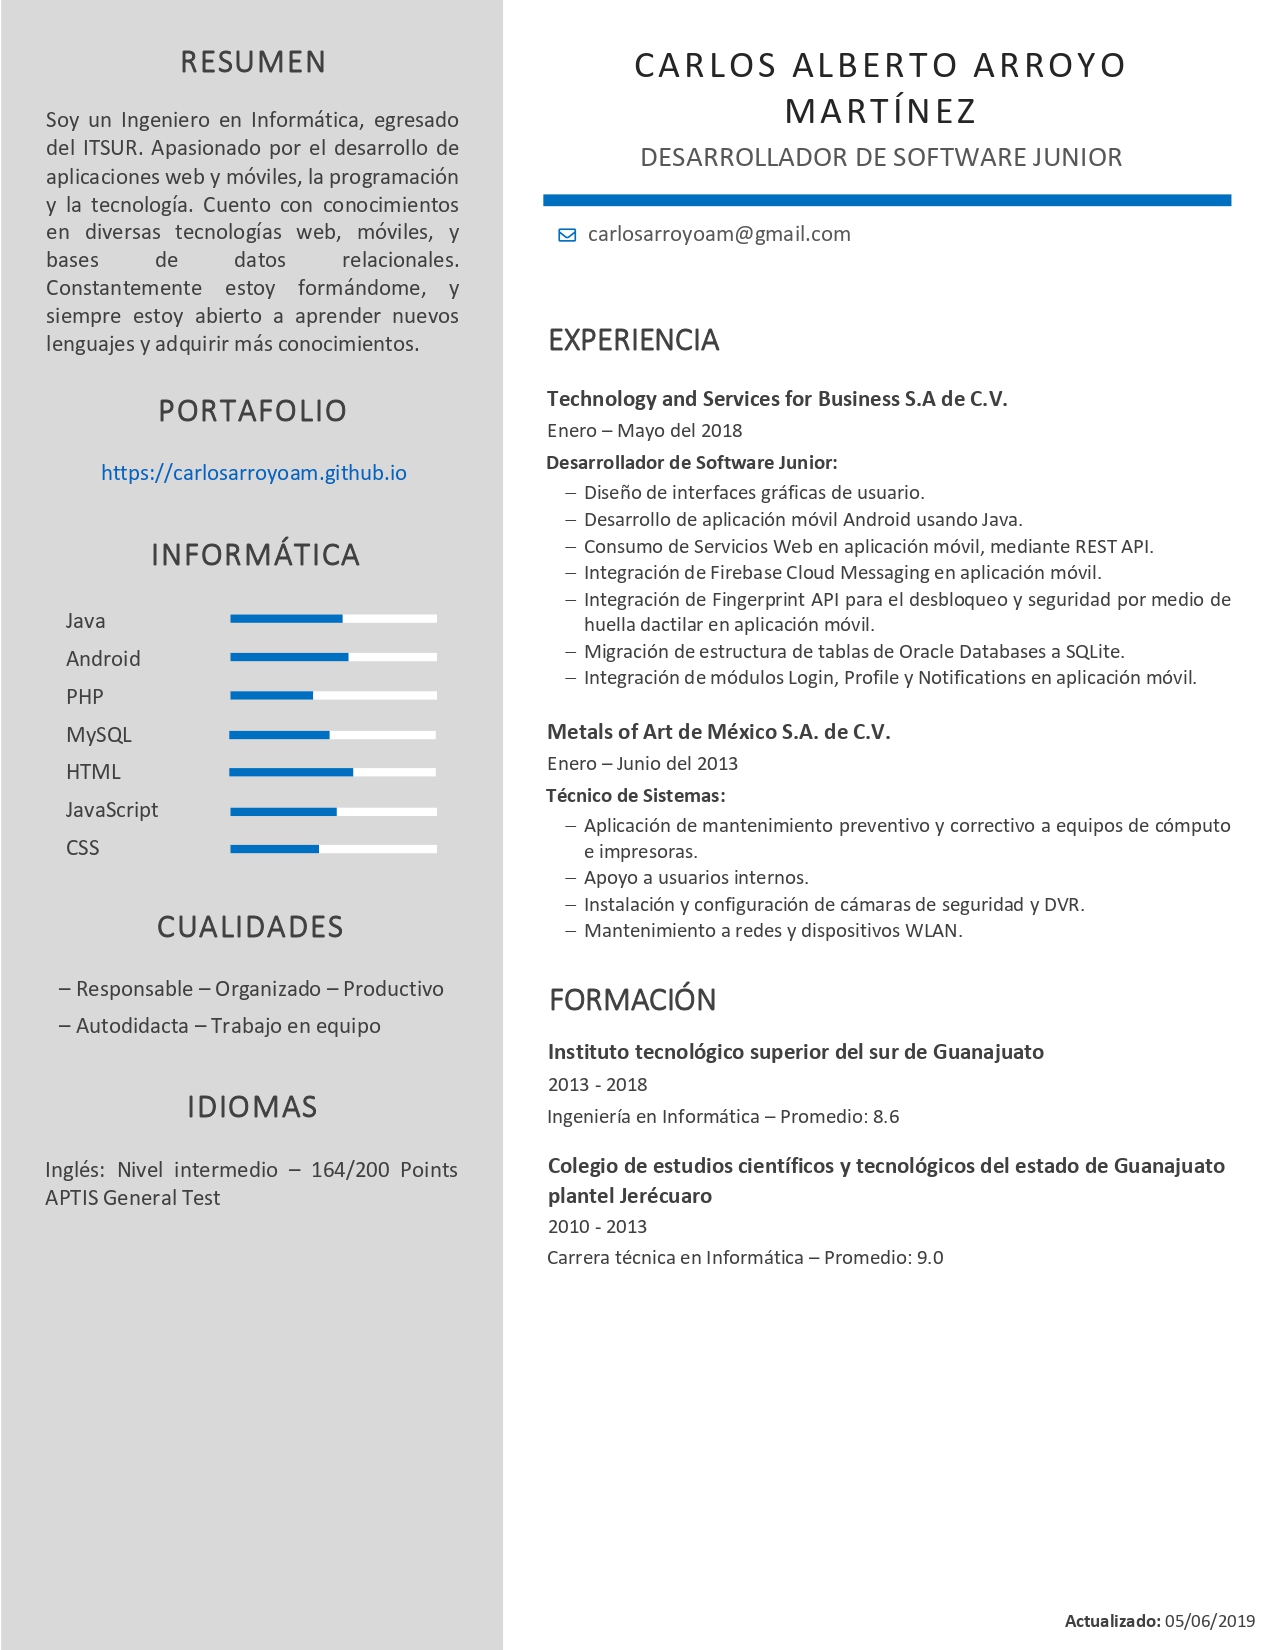 RESUMEN
Soy un Ingeniero en Informática, egresado
del ITSUR. Apasionado por el desarrollo de
aplicaciones web y móviles, la programación
y la tecnología. Cuento con conocimientos
en diversas tecnologías web, móviles, y
bases de datos relacionales.
Constantemente estoy formándome, y
siempre estoy abierto a aprender nuevos
lenguajes y adquirir más conocimientos.
PORTAFOLIO
https://carlosarroyoam.github.io
INFORMÁTICA
Java
Android
PHP
MySQL
HTML
JavaScript
CSS
CUALIDADES
– Responsable – Organizado – Productivo
– Autodidacta – Trabajo en equipo
IDIOMAS
Inglés: Nivel intermedio – 164/200 Points
APTIS General Test
CARLOS ALBERTO ARROYO
MARTÍNEZ
DESARROLLADOR DE SOFTWARE JUNIOR
carlosarroyoam@gmail.com
EXPERIENCIA
Technology and Services for Business S.A de C.V.
Enero – Mayo del 2018
Desarrollador de Software Junior:
– Diseño de interfaces gráficas de usuario.
– Desarrollo de aplicación móvil Android usando Java.
– Consumo de Servicios Web en aplicación móvil, mediante REST API.
– Integración de Firebase Cloud Messaging en aplicación móvil.
– Integración de Fingerprint API para el desbloqueo y seguridad por medio de
huella dactilar en aplicación móvil.
– Migración de estructura de tablas de Oracle Databases a SQLite.
– Integración de módulos Login, Profile y Notifications en aplicación móvil.
Metals of Art de México S.A. de C.V.
Enero – Junio del 2013
Técnico de Sistemas:
– Aplicación de mantenimiento preventivo y correctivo a equipos de cómputo
e impresoras.
– Apoyo a usuarios internos.
– Instalación y configuración de cámaras de seguridad y DVR.
– Mantenimiento a redes y dispositivos WLAN.
FORMACIÓN
Instituto tecnológico superior del sur de Guanajuato
2013 - 2018
Ingeniería en Informática – Promedio: 8.6
Colegio de estudios científicos y tecnológicos del estado de Guanajuato
plantel Jerécuaro
2010 - 2013
Carrera técnica en Informática – Promedio: 9.0
Actualizado: 05/06/2019